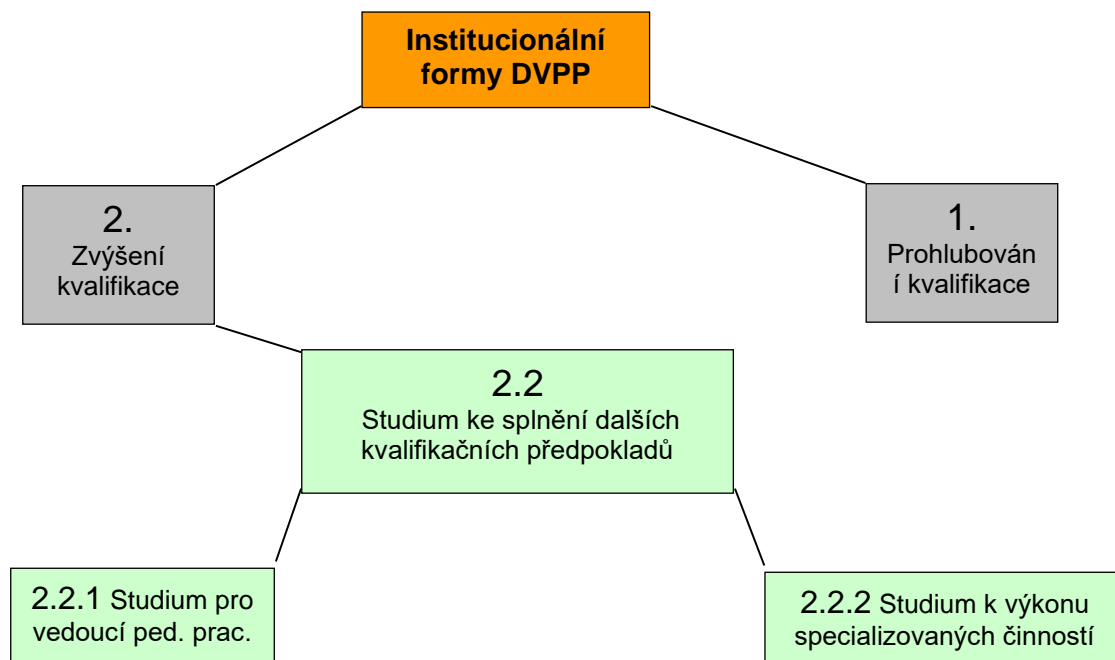 Institucionální
formy DVPP
2.
Zvýšení
kvalifikace
1.
Prohlubován
í kvalifikace
2.2
Studium ke splnění dalších
kvalifikačních předpokladů
2.2.1 Studium pro
vedoucí ped. prac.
2.2.2 Studium k výkonu
specializovaných činností